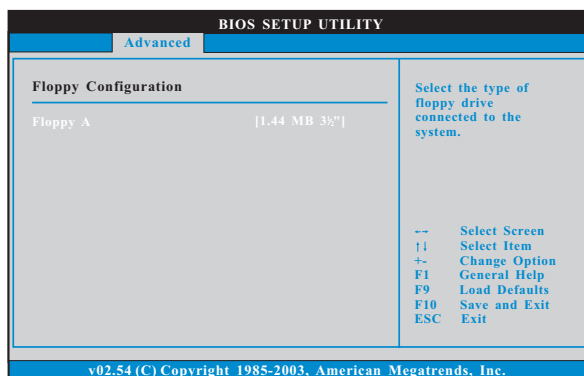 BIOS SETUP UTILITY
Advanced
Floppy Configuration
Floppy A [1.44 MB 3½"]
Select the type of
floppy drive
connected to the
system.
←→ Select Screen
↑↓ Select Item
+- Change Option
F1 General Help
F9 Load Defaults
F10 Save and Exit
ESC Exit
v02.54 (C) Copyright 1985-2003, American Megatrends, Inc.